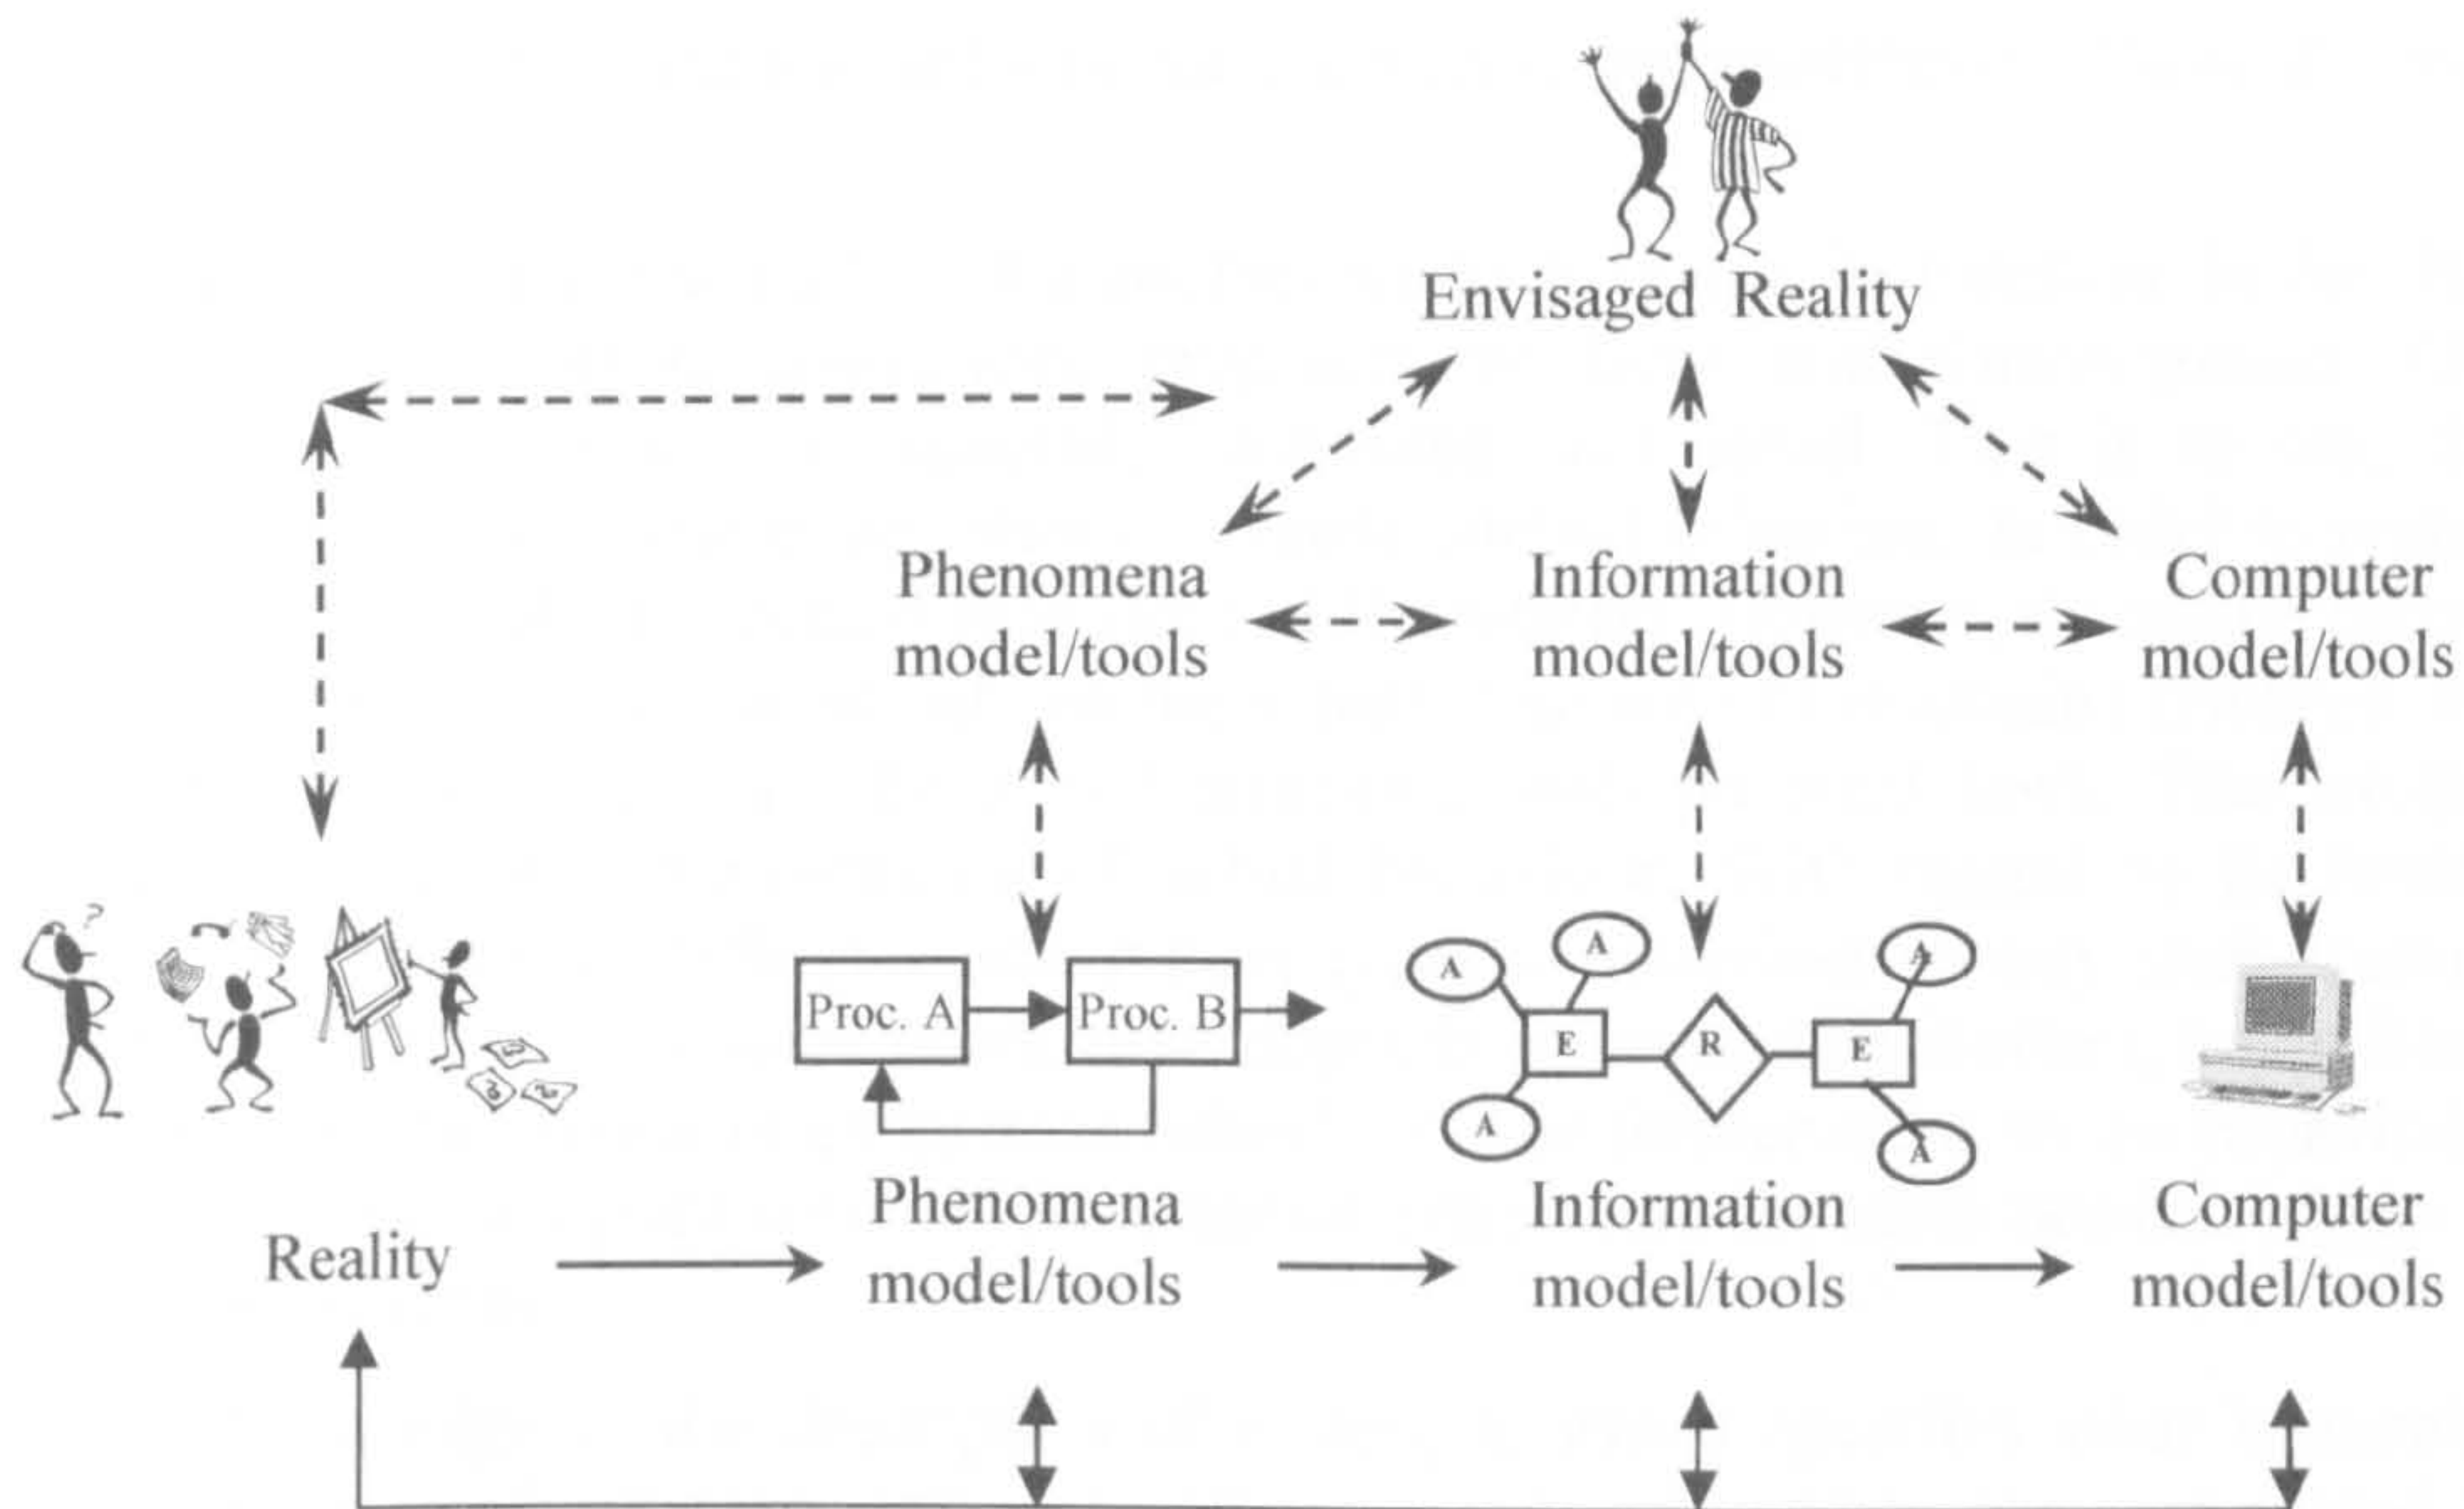 Envisaged Reality
Phenomena
model/tools
Information
model/tools
Computer
model/tools
?
A
A
A
Proc. A
Proc. B
E
R
E
A
A
Reality
Phenomena
model/tools
Information
model/tools
Computer
model/tools